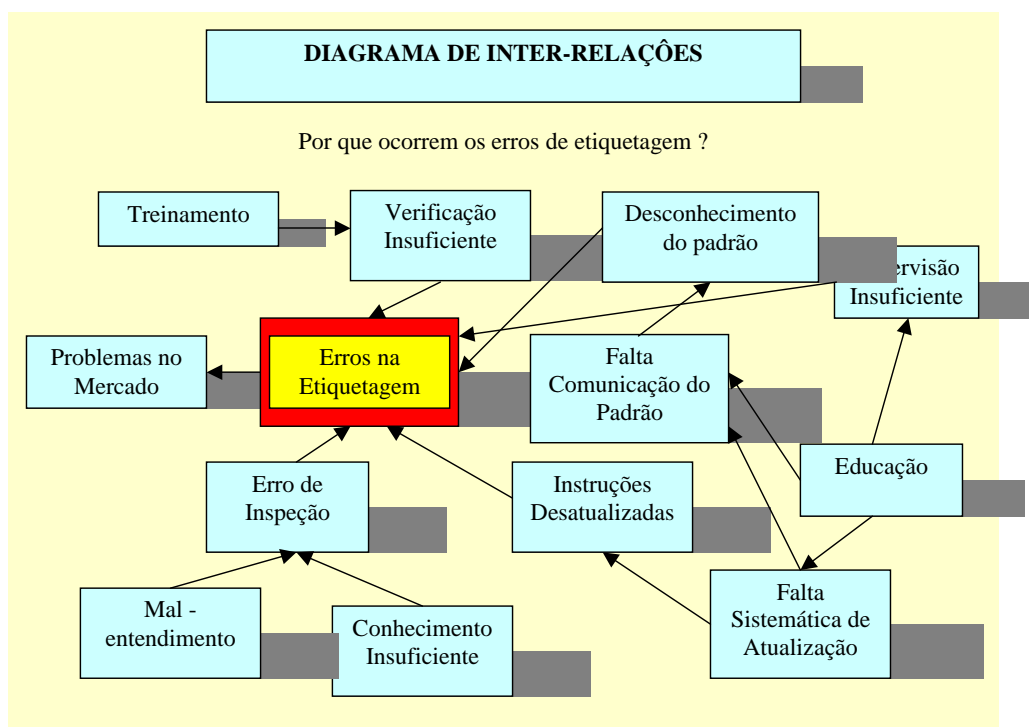 DIAGRAMA DE INTER-RELAÇÔES
Por que ocorrem os erros de etiquetagem ?
Treinamento
Verificação
Insuficiente
Desconhecimento
do padrão
ervisão
Insuficiente
Problemas no
Mercado
Erros na
Etiquetagem
Falta
Comunicação do
Padrão
Educação
Erro de
Inspeção
Instruções
Desatualizadas
Mal -
entendimento
Conhecimento
Insuficiente
Falta
Sistemática de
Atualização